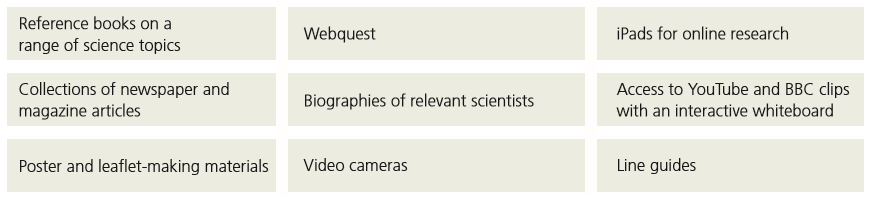 Reference books on a
range of science topics
Webquest
iPads for online research
Collections of newspaper and
magazine articles
Biographies of relevant scientists
Access to YouTube and BBC clips
with an interactive whiteboard
Poster and leaflet-making materials
Video cameras
Line guides